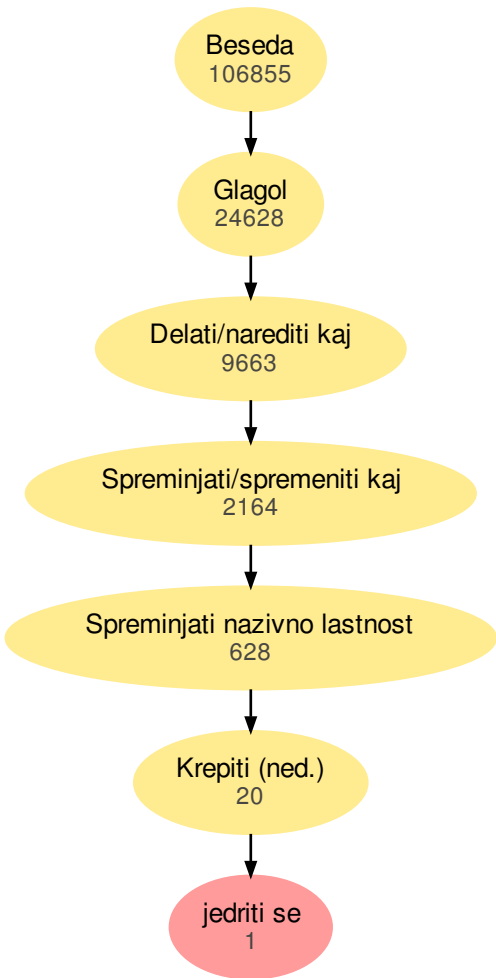 Beseda
106855
Glagol
24628
Delati/narediti kaj
9663
Spreminjati/spremeniti kaj
2164
Spreminjati nazivno lastnost
628
Krepiti (ned.)
20
jedriti se
1